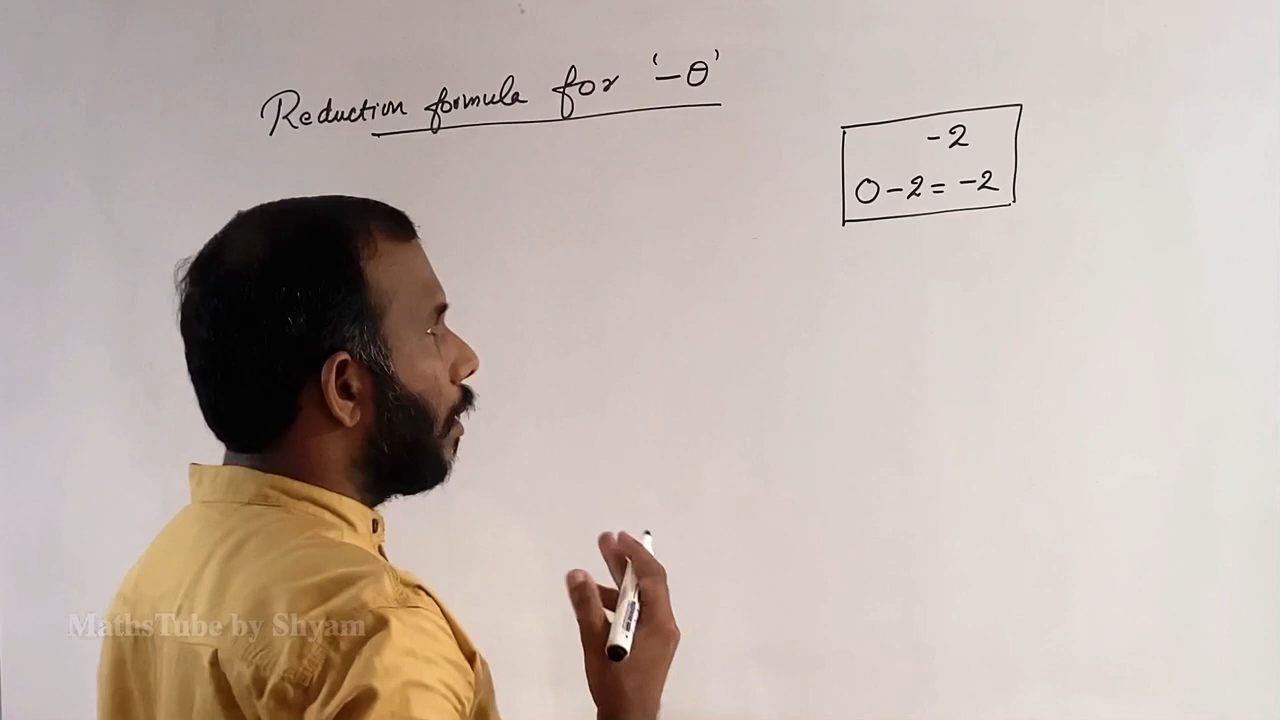 Reduction formula for '-θ'
-2
0-2 = -2
MathsTube by Shyam